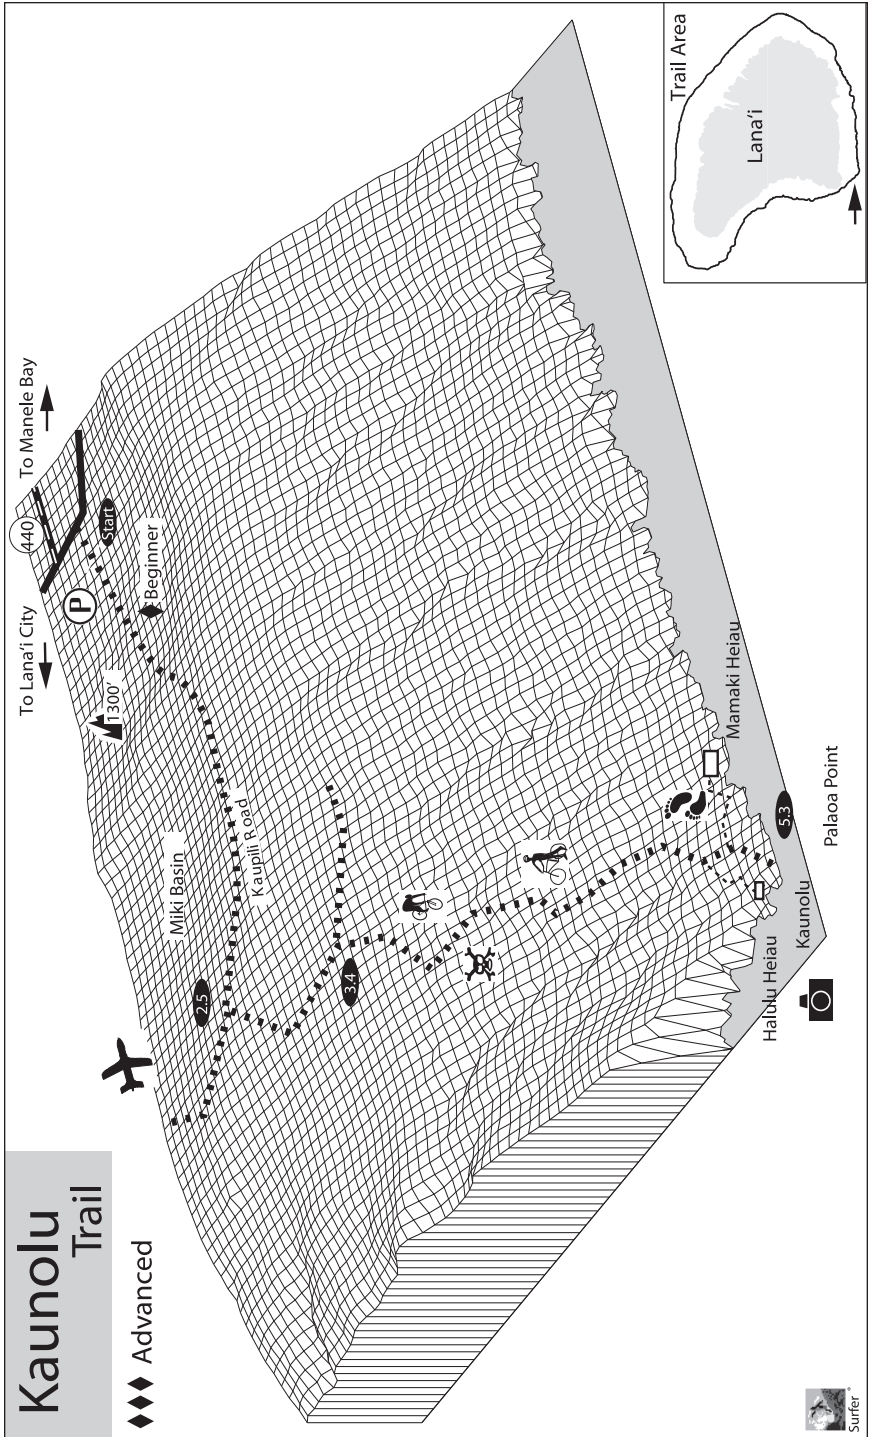 Kaunolu
Trail
Advanced
To Lana‘i City
440
To Manele Bay
P
Start
1300'
Beginner
Miki Basin
2.5
Kaupili Road
3.4
Mamaki Heiau
5.3
Halulu Heiau
Kaunolu
Palaoa Point
Trail Area
Lana‘i
Surfer®